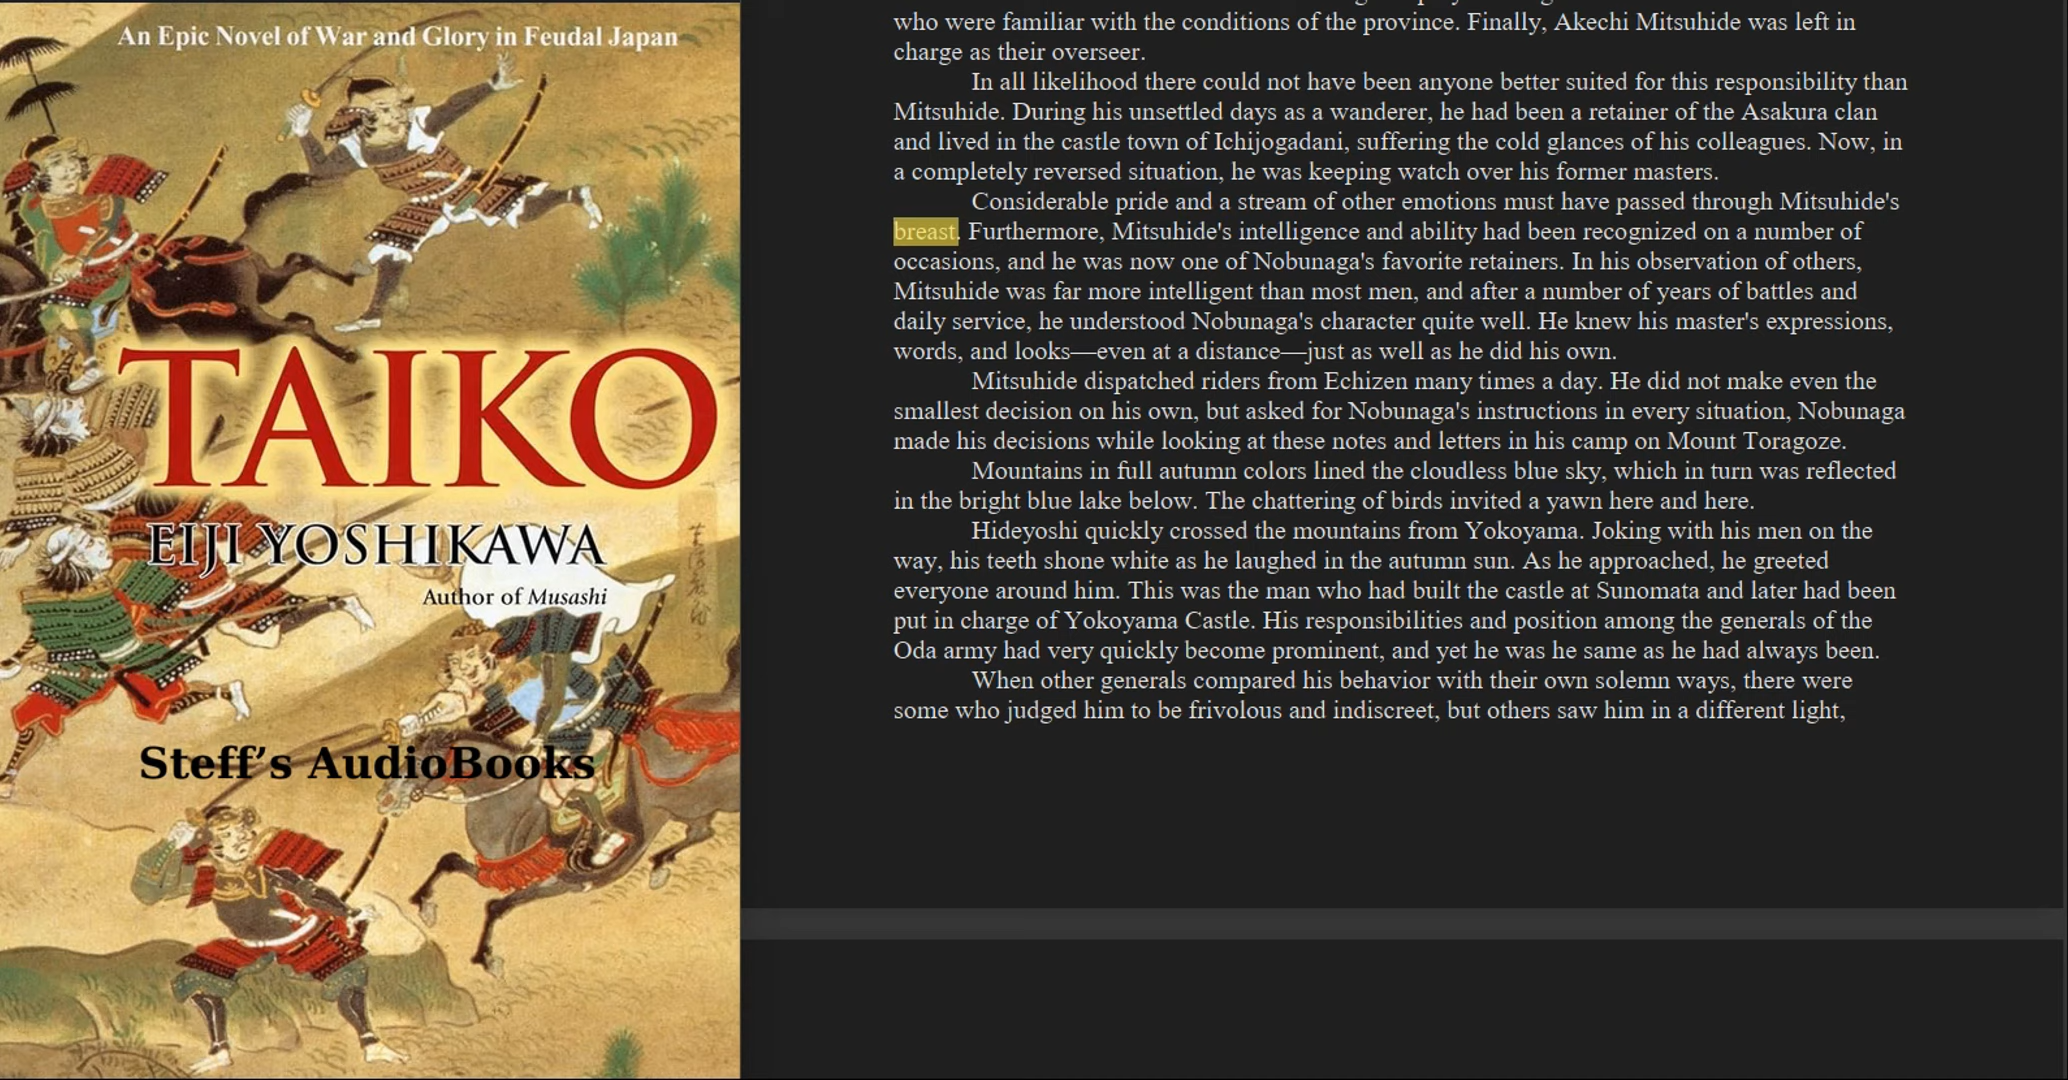 An Epic Novel of War and Glory in Feudal Japan
TAIKO
EIJI YOSHIKAWA
Author of Musashi
Steff's AudioBooks
who were familiar with the conditions of the province. Finally, Akechi Mitsuhide was left in
charge as their overseer.
In all likelihood there could not have been anyone better suited for this responsibility than
Mitsuhide. During his unsettled days as a wanderer, he had been a retainer of the Asakura clan
and lived in the castle town of Ichijogadani, suffering the cold glances of his colleagues. Now, in
a completely reversed situation, he was keeping watch over his former masters.
Considerable pride and a stream of other emotions must have passed through Mitsuhide's
breast. Furthermore, Mitsuhide's intelligence and ability had been recognized on a number of
occasions, and he was now one of Nobunaga's favorite retainers. In his observation of others,
Mitsuhide was far more intelligent than most men, and after a number of years of battles and
daily service, he understood Nobunaga's character quite well. He knew his master's expressions,
words, and looks—even at a distance—just as well as he did his own.
Mitsuhide dispatched riders from Echizen many times a day. He did not make even the
smallest decision on his own, but asked for Nobunaga's instructions in every situation, Nobunaga
made his decisions while looking at these notes and letters in his camp on Mount Toragoze.
Mountains in full autumn colors lined the cloudless blue sky, which in turn was reflected
in the bright blue lake below. The chattering of birds invited a yawn here and here.
Hideyoshi quickly crossed the mountains from Yokoyama. Joking with his men on the
way, his teeth shone white as he laughed in the autumn sun. As he approached, he greeted
everyone around him. This was the man who had built the castle at Sunomata and later had been
put in charge of Yokoyama Castle. His responsibilities and position among the generals of the
Oda army had very quickly become prominent, and yet he was he same as he had always been.
When other generals compared his behavior with their own solemn ways, there were
some who judged him to be frivolous and indiscreet, but others saw him in a different light,